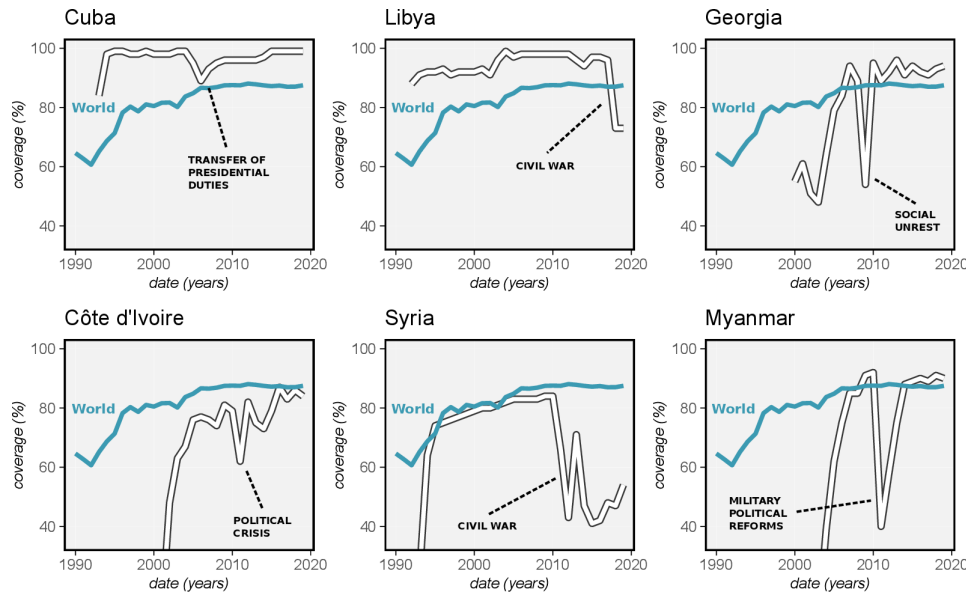 Cuba
Libya
Georgia
coverage (%)
100
80
60
40
World
TRANSFER OF
PRESIDENTIAL
DUTIES
1990
2000
2010
2020
date (years)
coverage (%)
100
80
60
40
World
CIVIL WAR
1990
2000
2010
2020
date (years)
coverage (%)
100
80
60
40
World
SOCIAL
UNREST
1990
2000
2010
2020
date (years)
Côte d'Ivoire
Syria
Myanmar
coverage (%)
100
80
60
40
World
POLITICAL
CRISIS
1990
2000
2010
2020
date (years)
coverage (%)
100
80
60
40
World
CIVIL WAR
1990
2000
2010
2020
date (years)
coverage (%)
100
80
60
40
World
MILITARY
POLITICAL
REFORMS
1990
2000
2010
2020
date (years)